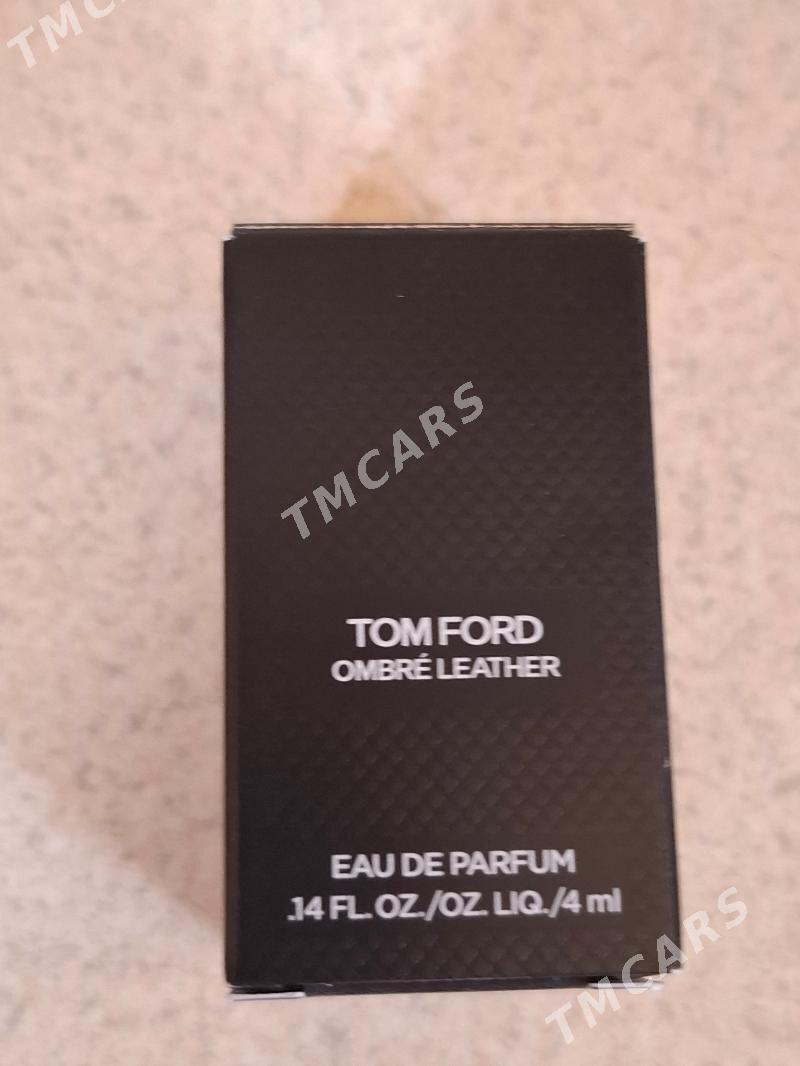 TMCARS
TMCARS
TOM FORD
OMBRÉ LEATHER
EAU DE PARFUM
.14 FL. OZ./OZ. LIQ./4 ml
TMCARS